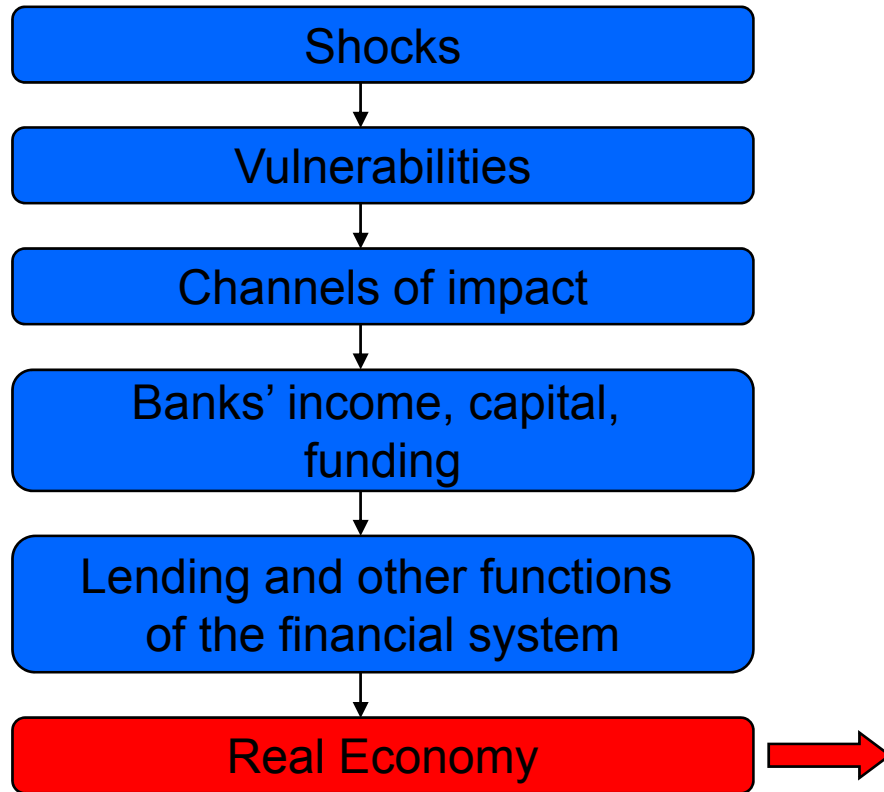 Shocks
Vulnerabilities
Channels of impact
Banks’ income, capital,
funding
Lending and other functions
of the financial system
Real Economy